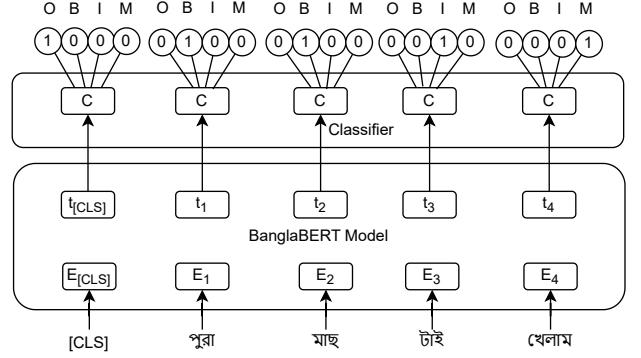 O B I M O B I M O B I M O B I M O B I M
1 0 0 0 0 1 0 0 0 1 0 0 0 0 1 0 0 0 0 1
C C C C C
Classifier
t[CLS] t1 t2 t3 t4
BanglaBERT Model
E[CLS] E1 E2 E3 E4
[CLS] পুরা মাছ টাই খেলাম